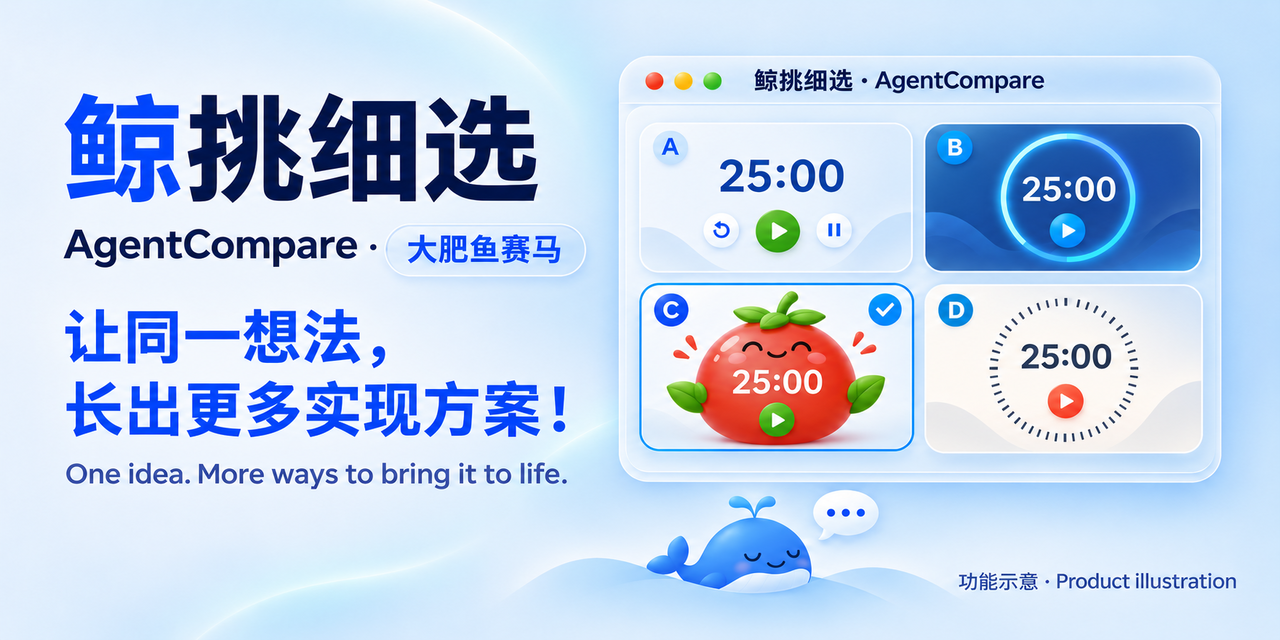 鲸挑细选
AgentCompare · 大肥鱼赛马
让同一想法，
长出更多实现方案！
One idea. More ways to bring it to life.
鲸挑细选 · AgentCompare
A
25:00
B
25:00
C
25:00
D
25:00
功能示意 · Product illustration